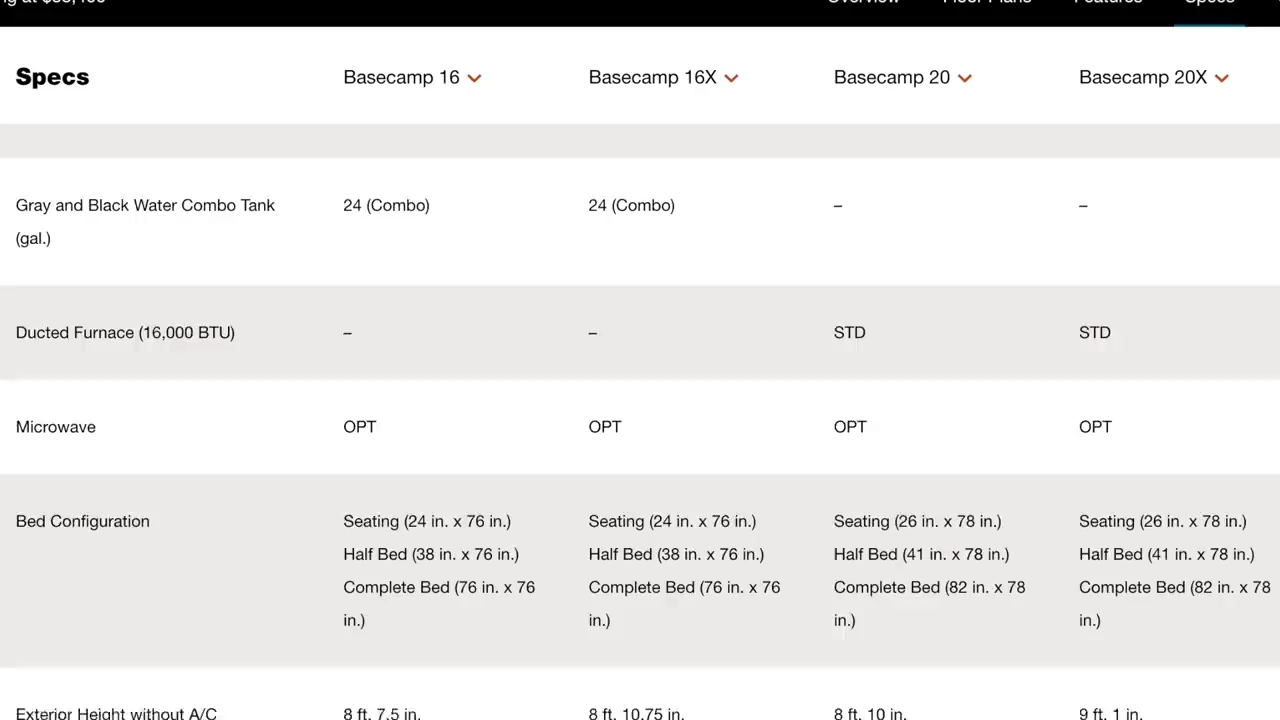 Overview Floor Plans Features Specs
Specs Basecamp 16 Basecamp 16X Basecamp 20 Basecamp 20X
Gray and Black Water Combo Tank 24 (Combo) 24 (Combo) – –
(gal.)
Ducted Furnace (16,000 BTU) – – STD STD
Microwave OPT OPT OPT OPT
Bed Configuration Seating (24 in. x 76 in.) Seating (24 in. x 76 in.) Seating (26 in. x 78 in.) Seating (26 in. x 78 in.)
Half Bed (38 in. x 76 in.) Half Bed (38 in. x 76 in.) Half Bed (41 in. x 78 in.) Half Bed (41 in. x 78 in.)
Complete Bed (76 in. x 76 Complete Bed (76 in. x 76 Complete Bed (82 in. x 78 Complete Bed (82 in. x 78
in.) in.) in.) in.)
Exterior Height without A/C 8 ft. 7.5 in. 8 ft. 10.75 in. 8 ft. 10 in. 9 ft. 1 in.